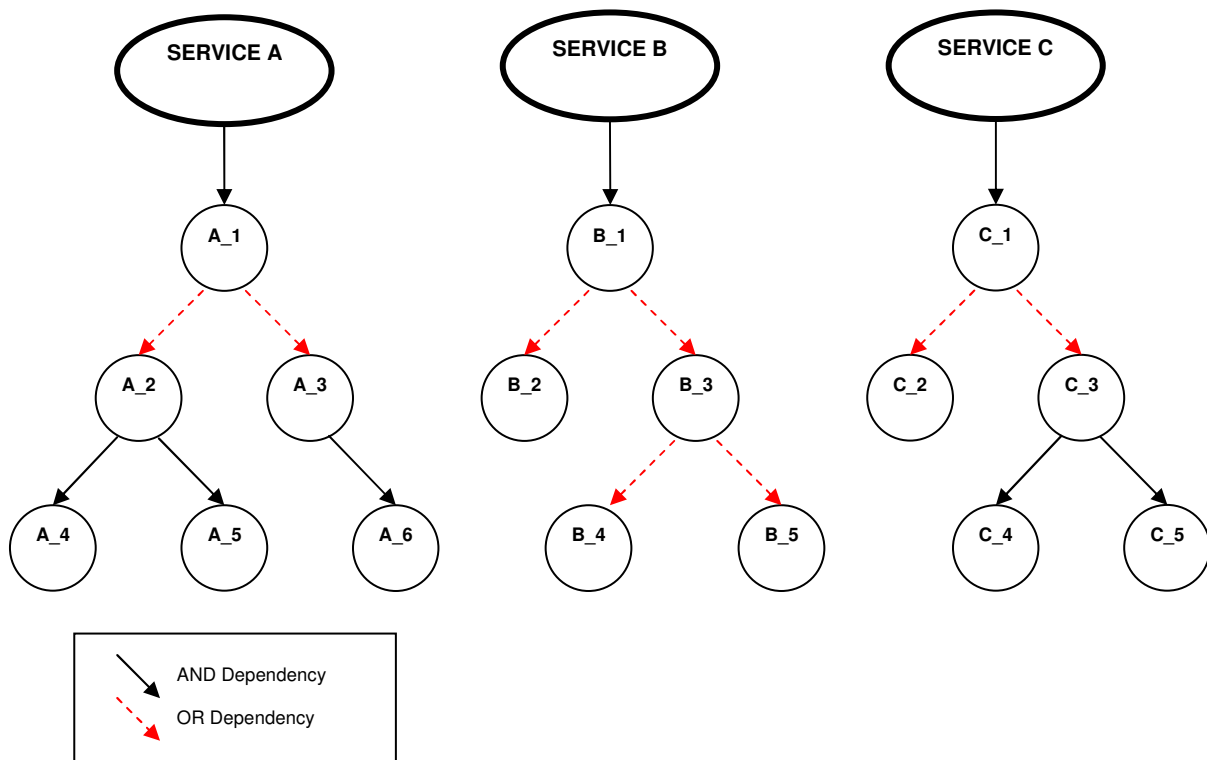 SERVICE A
SERVICE B
SERVICE C
A_1
B_1
C_1
A_2
A_3
B_2
B_3
C_2
C_3
A_4
A_5
A_6
B_4
B_5
C_4
C_5
AND Dependency
OR Dependency